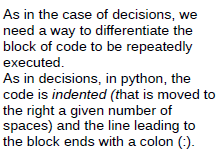 As in the case of decisions, we
need a way to differentiate the
block of code to be repeatedly
executed.
As in decisions, in python, the
code is indented (that is moved to
the right a given number of
spaces) and the line leading to
the block ends with a colon (:).